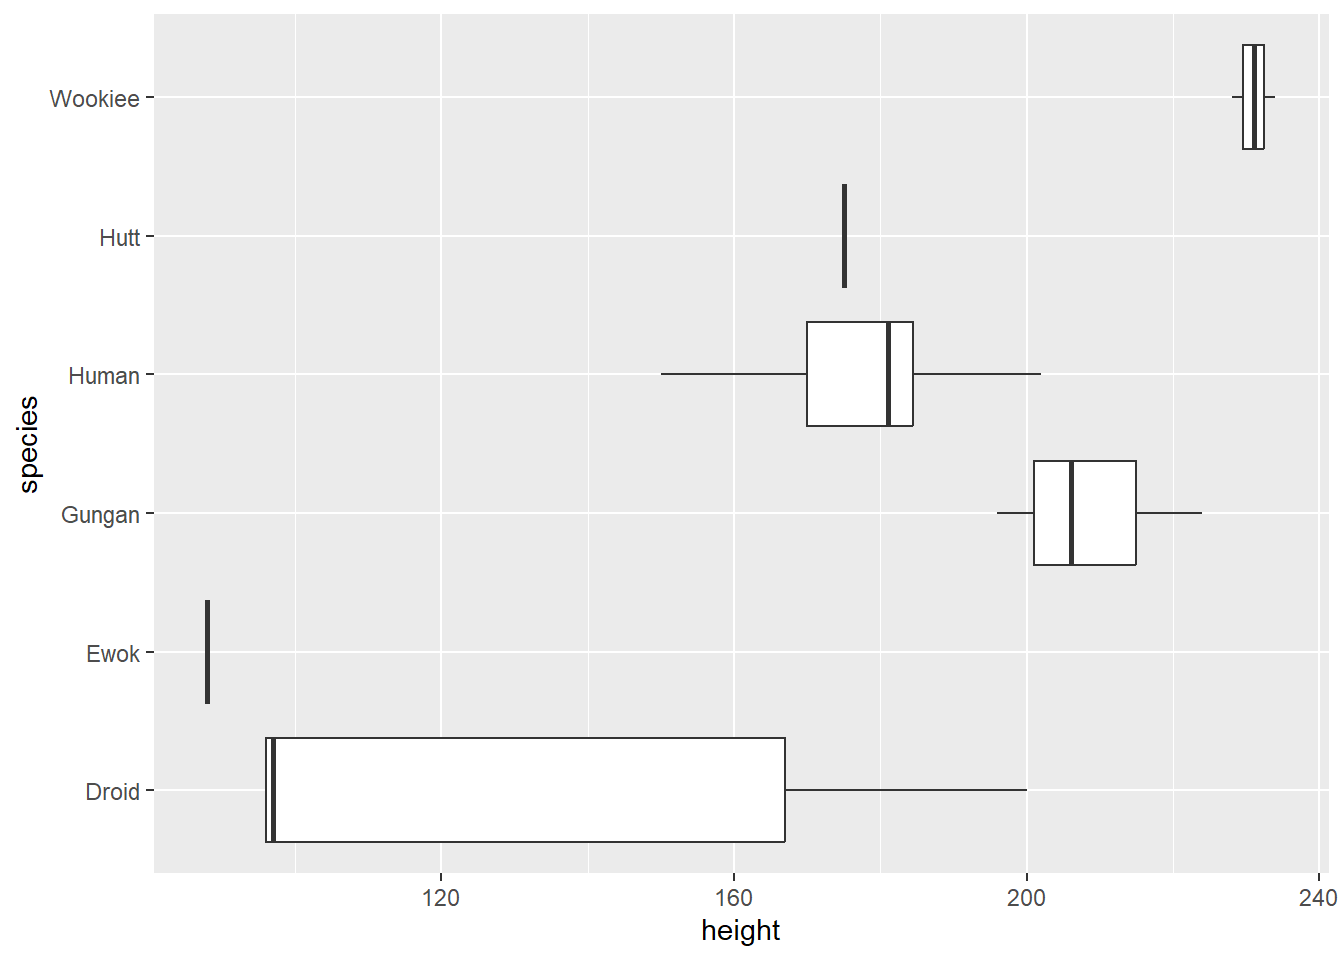 Wookiee
Hutt
Human
Gungan
Ewok
Droid
species
120 160 200 240
height